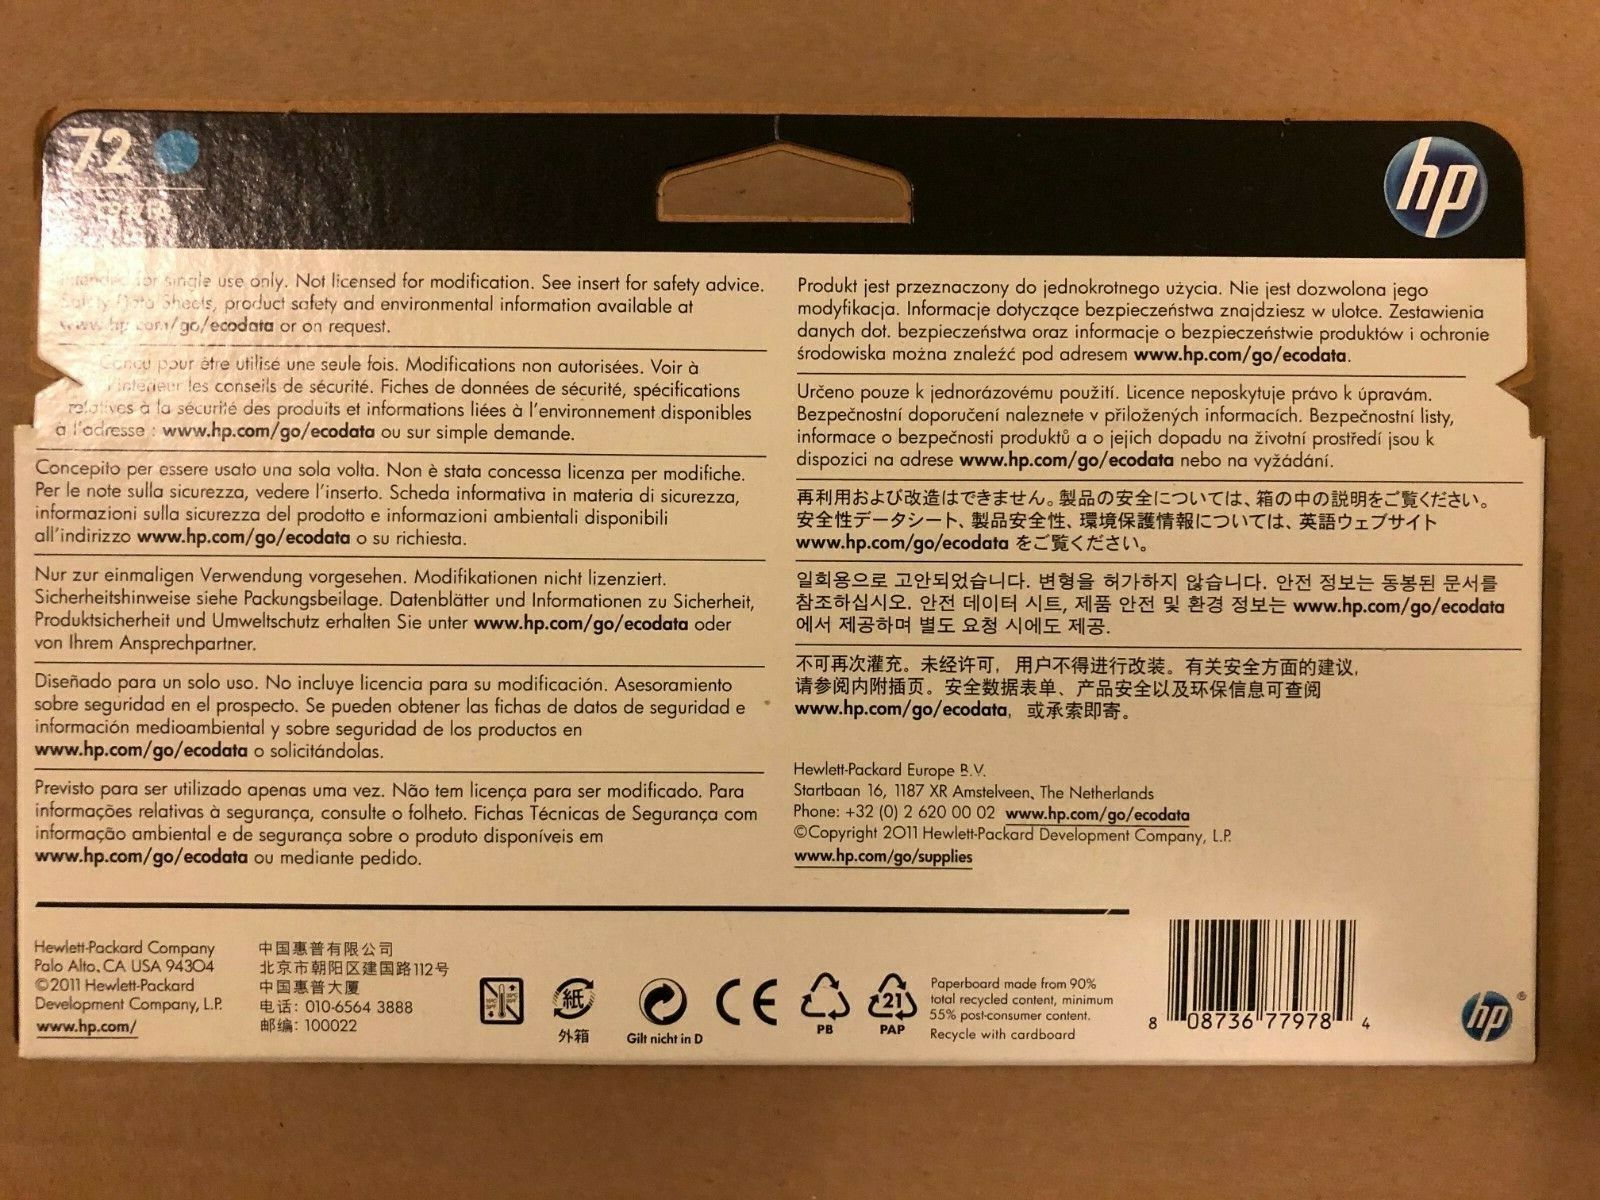 72
hp
for single use only. Not licensed for modification. See insert for safety advice.
Safety Data Sheets, product safety and environmental information available at
www.hp.com/go/ecodata or on request.
Conçu pour être utilisé une seule fois. Modifications non autorisées. Voir à
l'intérieur les conseils de sécurité. Fiches de données de sécurité, spécifications
relatives à la sécurité des produits et informations liées à l'environnement disponibles
à l'adresse : www.hp.com/go/ecodata ou sur simple demande.
Concepito per essere usato una sola volta. Non è stata concessa licenza per modifiche.
Per le note sulla sicurezza, vedere l'inserto. Scheda informativa in materia di sicurezza,
informazioni sulla sicurezza del prodotto e informazioni ambientali disponibili
all'indirizzo www.hp.com/go/ecodata o su richiesta.
Nur zur einmaligen Verwendung vorgesehen. Modifikationen nicht lizenziert.
Sicherheitshinweise siehe Packungsbeilage. Datenblätter und Informationen zu Sicherheit,
Produktsicherheit und Umweltschutz erhalten Sie unter www.hp.com/go/ecodata oder
von Ihrem Ansprechpartner.
Diseñado para un solo uso. No incluye licencia para su modificación. Asesoramiento
sobre seguridad en el prospecto. Se pueden obtener las fichas de datos de seguridad e
información medioambiental y sobre seguridad de los productos en
www.hp.com/go/ecodata o solicitándolas.
Previsto para ser utilizado apenas uma vez. Não tem licença para ser modificado. Para
informações relativas à segurança, consulte o folheto. Fichas Técnicas de Segurança com
informação ambiental e de segurança sobre o produto disponíveis em
www.hp.com/go/ecodata ou mediante pedido.
Produkt jest przeznaczony do jednokrotnego użycia. Nie jest dozwolona jego
modyfikacja. Informacje dotyczące bezpieczeństwa znajdziesz w ulotce. Zestawienia
danych dot. bezpieczeństwa oraz informacje o bezpieczeństwie produktów i ochronie
środowiska można znaleźć pod adresem www.hp.com/go/ecodata.
Určeno pouze k jednorázovému použití. Licence neposkytuje právo k úpravám.
Bezpečnostní doporučení naleznete v přiložených informacích. Bezpečnostní listy,
informace o bezpečnosti produktů a o jejich dopadu na životní prostředí jsou k
dispozici na adrese www.hp.com/go/ecodata nebo na vyžádání.
再利用および改造はできません。製品の安全については、箱の中の説明をご覧ください。
安全性データシート、製品安全性、環境保護情報については、英語ウェブサイト
www.hp.com/go/ecodata をご覧ください。
일회용으로 고안되었습니다. 변형을 허가하지 않습니다. 안전 정보는 동봉된 문서를
참조하십시오. 안전 데이터 시트, 제품 안전 및 환경 정보는 www.hp.com/go/ecodata
에서 제공하며 별도 요청 시에도 제공.
不可再次灌充。未经许可，用户不得进行改装。有关安全方面的建议，
请参阅内附插页。安全数据表单、产品安全以及环保信息可查阅
www.hp.com/go/ecodata，或承索即寄。
Hewlett-Packard Europe B.V.
Startbaan 16, 1187 XR Amstelveen, The Netherlands
Phone: +32 (0) 2 620 00 02 www.hp.com/go/ecodata
©Copyright 2011 Hewlett-Packard Development Company, L.P.
www.hp.com/go/supplies
Hewlett-Packard Company
Palo Alto, CA USA 94304
©2011 Hewlett-Packard
Development Company, L.P.
www.hp.com/
中国惠普有限公司
北京市朝阳区建国路112号
中国惠普大厦
电话: 010-6564 3888
邮编: 100022
紙
外箱
Gilt nicht in D
CE
PB
21
PAP
Paperboard made from 90%
total recycled content, minimum
55% post-consumer content.
Recycle with cardboard
8 08736 77978 4
hp®